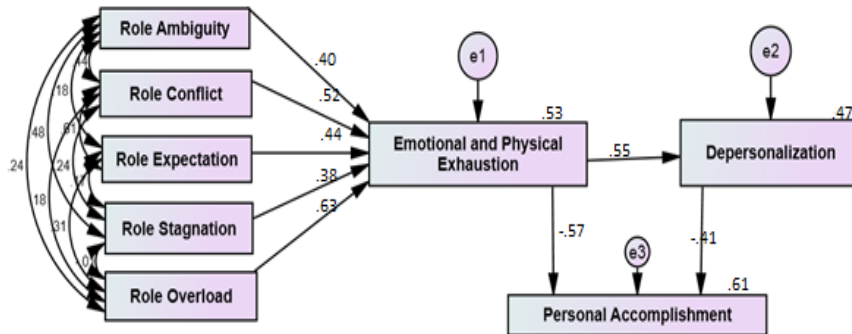 Role Ambiguity
Role Conflict
Role Expectation
Role Stagnation
Role Overload
.18
.48
.24
.24
.18
.31
.40
.52
.44
.38
.63
e1
.53
Emotional and Physical
Exhaustion
.55
e2
.47
Depersonalization
-.57
-.41
e3
.61
Personal Accomplishment